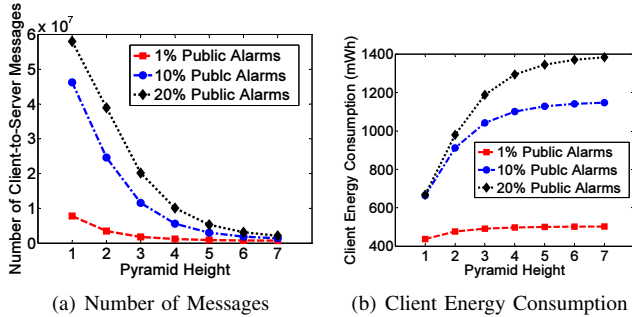 6 x 10^7
5
4
3
2
1
0
Number of Client-to-Server Messages
1% Public Alarms
10% Public Alarms
20% Public Alarms
1 2 3 4 5 6 7
Pyramid Height
(a) Number of Messages
1400
1200
1000
800
600
400
Client Energy Consumption (mWh)
1% Public Alarms
10% Public Alarms
20% Public Alarms
1 2 3 4 5 6 7
Pyramid Height
(b) Client Energy Consumption